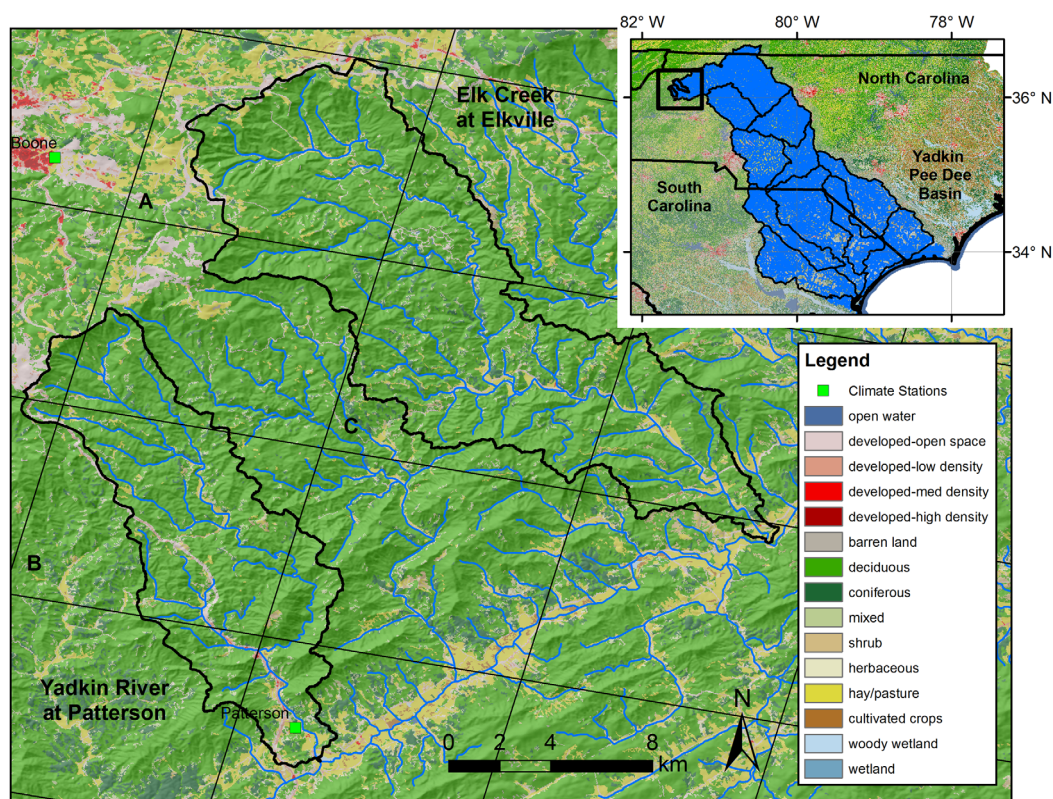 82° W
80° W
78° W
North Carolina
36° N
Yadkin
Pee Dee
Basin
South
Carolina
34° N
Elk Creek
at Elkville
Boone
A
C
B
Yadkin River
at Patterson
Patterson
N
0
2
4
8
km
Legend
Climate Stations
open water
developed-open space
developed-low density
developed-med density
developed-high density
barren land
deciduous
coniferous
mixed
shrub
herbaceous
hay/pasture
cultivated crops
woody wetland
wetland